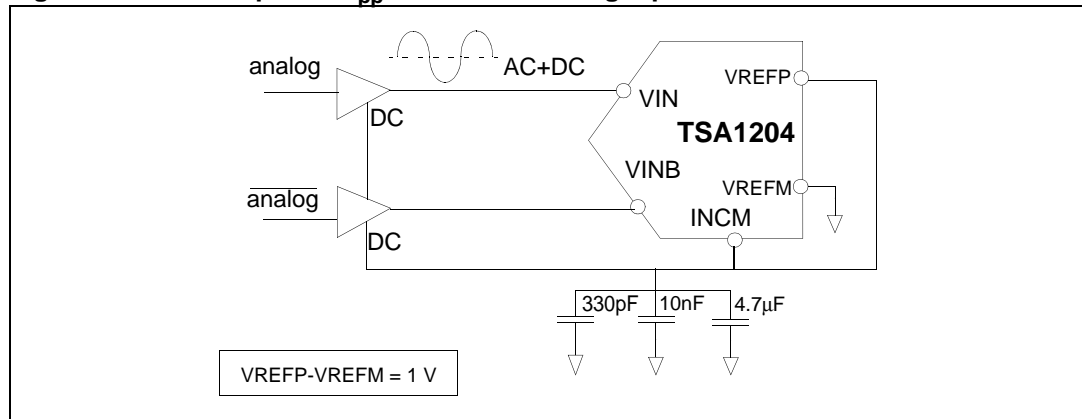 analog
AC+DC
DC
VIN
VREFP
TSA1204
VINB
VREFM
analog
INCM
DC
330pF
10nF
4.7µF
VREFP-VREFM = 1 V